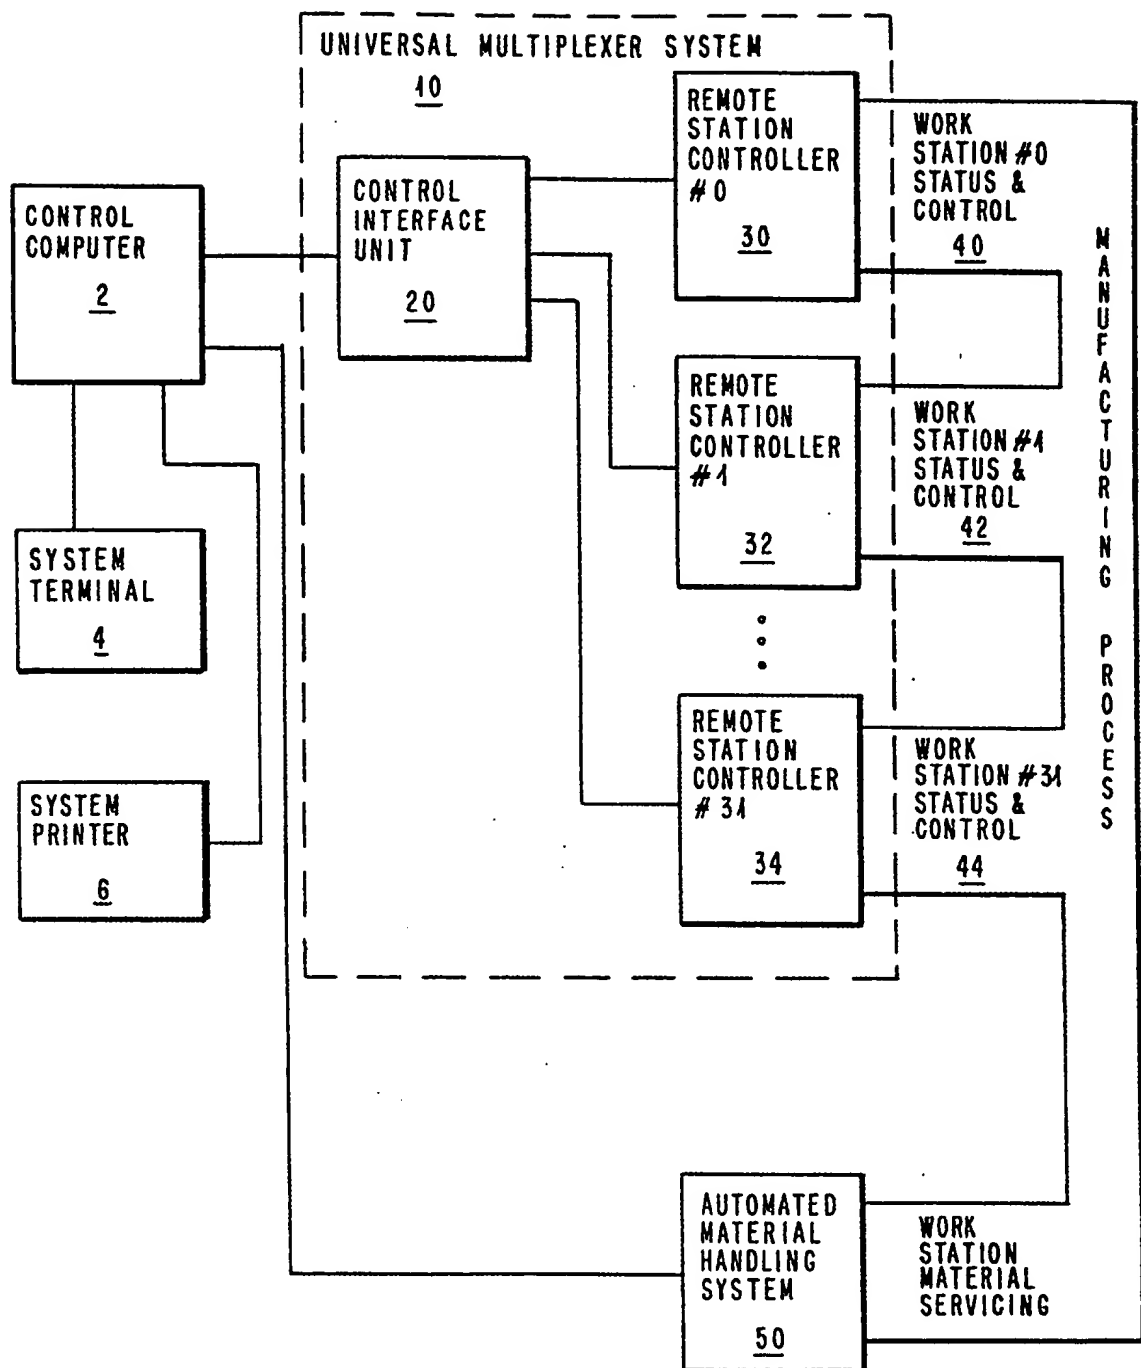 UNIVERSAL MULTIPLEXER SYSTEM
10
CONTROL
COMPUTER
2
SYSTEM
TERMINAL
4
SYSTEM
PRINTER
6
CONTROL
INTERFACE
UNIT
20
REMOTE
STATION
CONTROLLER
#0
30
REMOTE
STATION
CONTROLLER
#1
32
REMOTE
STATION
CONTROLLER
#31
34
WORK
STATION #0
STATUS &
CONTROL
40
WORK
STATION #1
STATUS &
CONTROL
42
WORK
STATION #31
STATUS &
CONTROL
44
MANUFACTURING PROCESS
AUTOMATED
MATERIAL
HANDLING
SYSTEM
50
WORK
STATION
MATERIAL
SERVICING